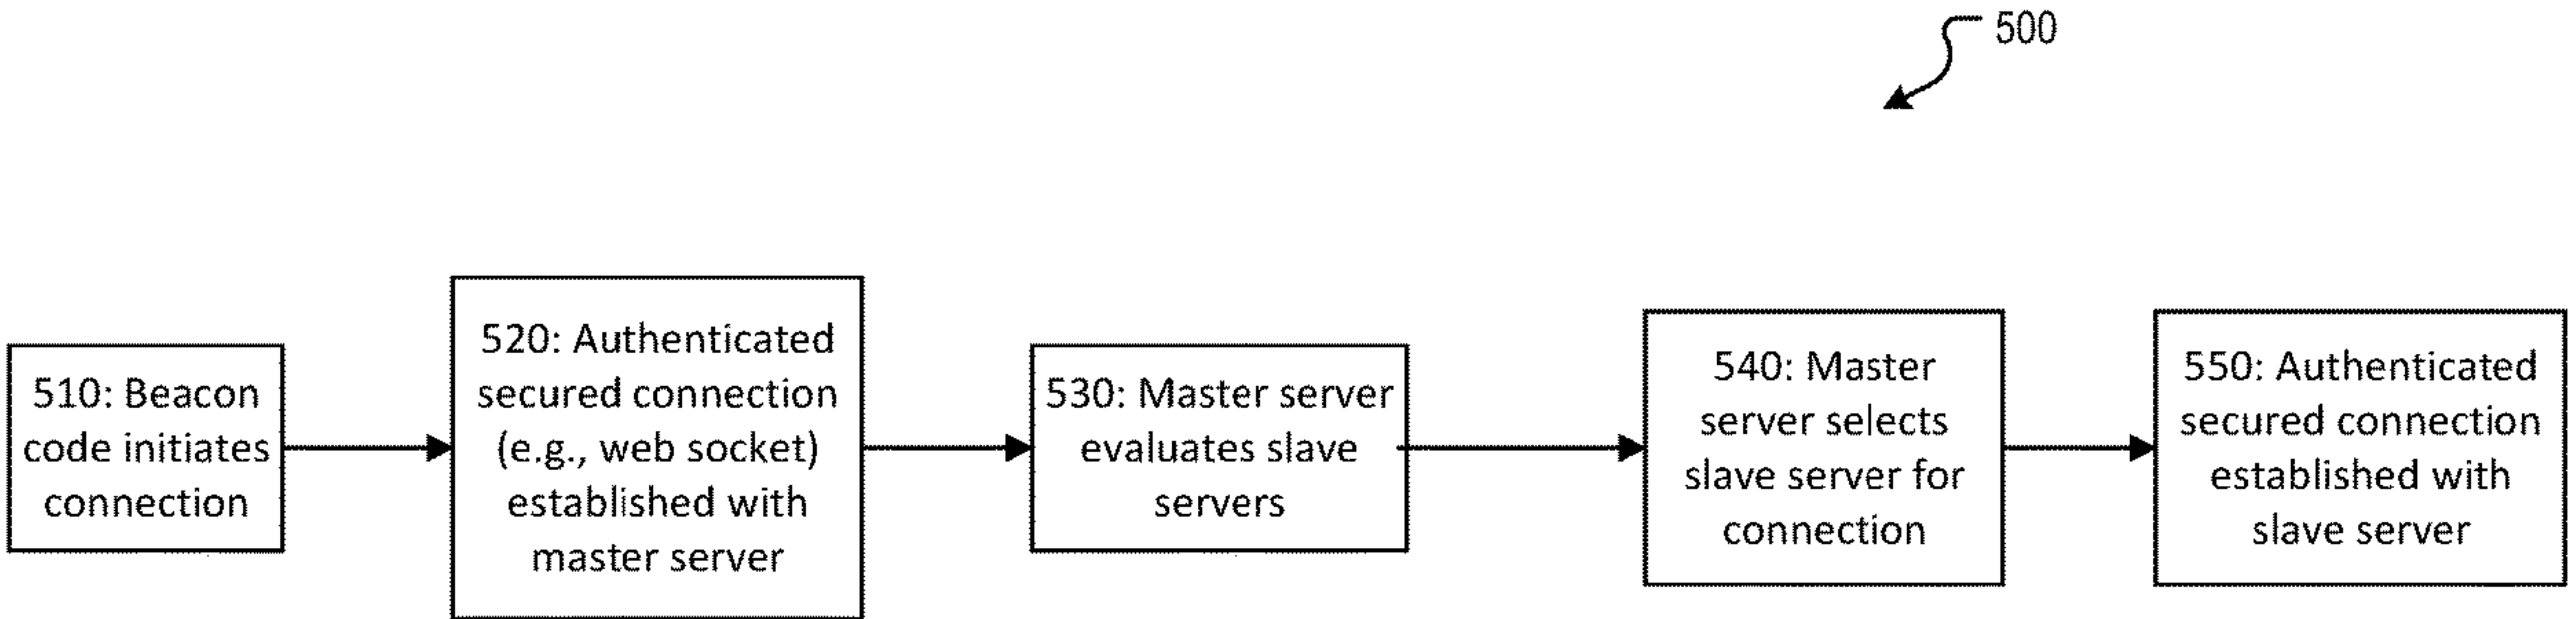 500
510: Beacon
code initiates
connection
520: Authenticated
secured connection
(e.g., web socket)
established with
master server
530: Master server
evaluates slave
servers
540: Master
server selects
slave server for
connection
550: Authenticated
secured connection
established with
slave server